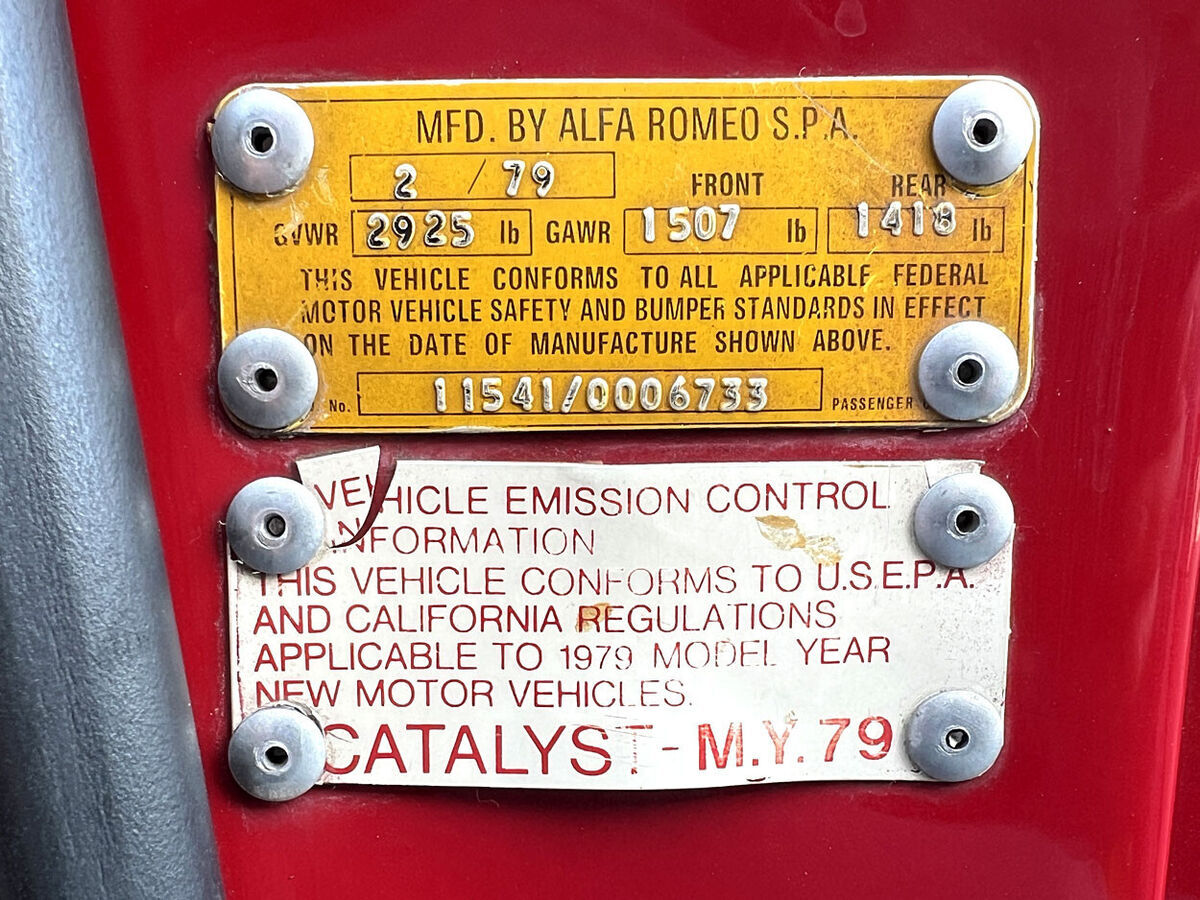 MFD. BY ALFA ROMEO S.P.A.
2 / 79 FRONT REAR
GVWR 2925 lb GAWR 1507 lb 1418 lb
THIS VEHICLE CONFORMS TO ALL APPLICABLE FEDERAL
MOTOR VEHICLE SAFETY AND BUMPER STANDARDS IN EFFECT
ON THE DATE OF MANUFACTURE SHOWN ABOVE.
No. 11541/0006733 PASSENGER
VEHICLE EMISSION CONTROL
INFORMATION
THIS VEHICLE CONFORMS TO U.S.E.P.A.
AND CALIFORNIA REGULATIONS
APPLICABLE TO 1979 MODEL YEAR
NEW MOTOR VEHICLES.
CATALYST - M.Y. 79